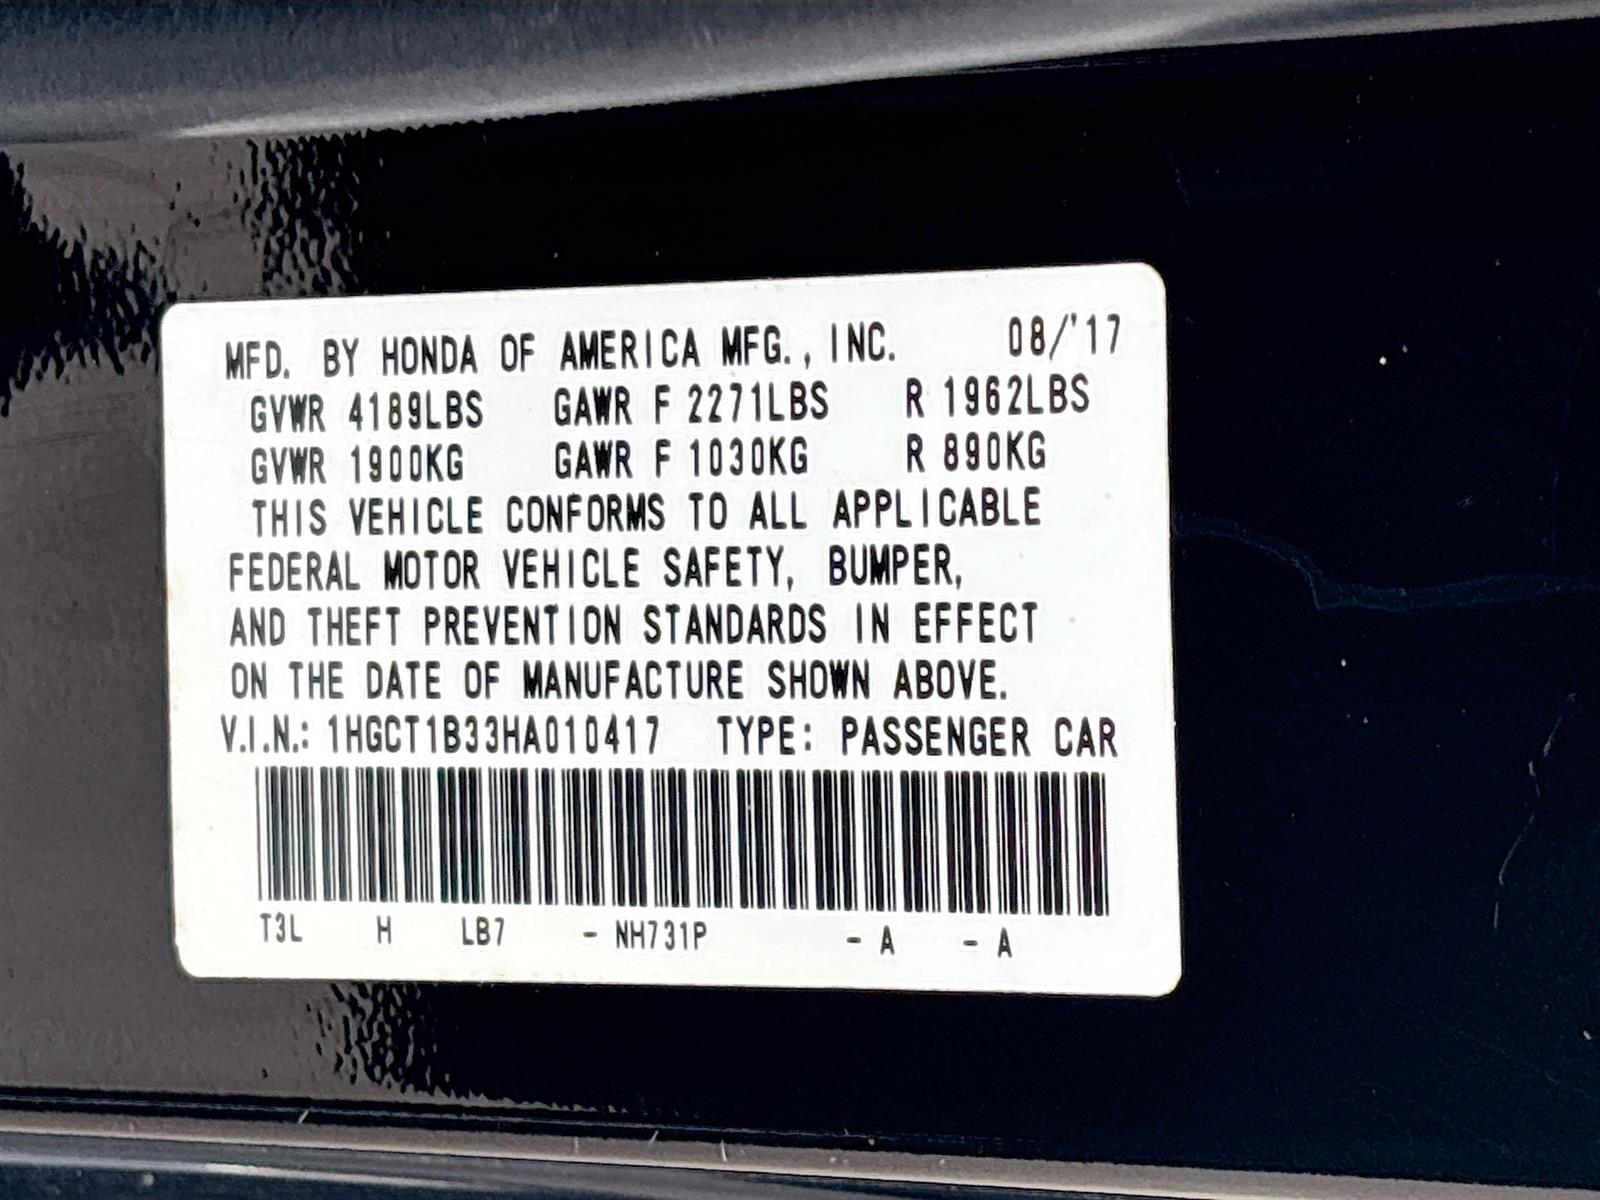 MFD. BY HONDA OF AMERICA MFG., INC. 08/'17
GVWR 4189LBS GAWR F 2271LBS R 1962LBS
GVWR 1900KG GAWR F 1030KG R 890KG
THIS VEHICLE CONFORMS TO ALL APPLICABLE
FEDERAL MOTOR VEHICLE SAFETY, BUMPER,
AND THEFT PREVENTION STANDARDS IN EFFECT
ON THE DATE OF MANUFACTURE SHOWN ABOVE.
V.I.N.: 1HGCT1B33HA010417 TYPE: PASSENGER CAR
T3L H LB7 - NH731P - A - A